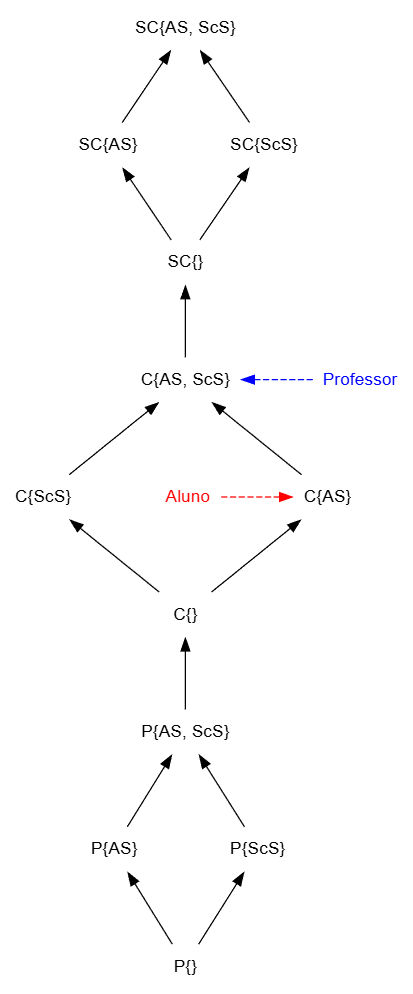 SC{AS, ScS}
SC{AS}
SC{ScS}
SC{}
C{AS, ScS}
Professor
C{ScS}
Aluno
C{AS}
C{}
P{AS, ScS}
P{AS}
P{ScS}
P{}